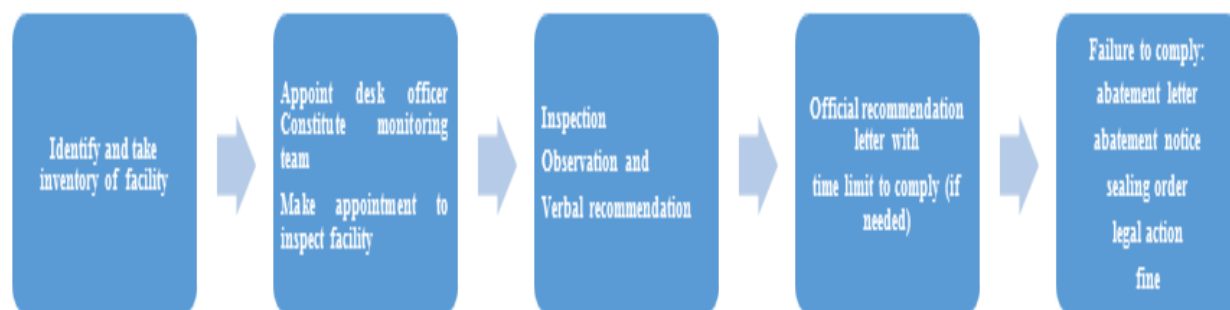 Identify and take
inventory of facility
Appoint desk officer
Constitute monitoring
team
Make appointment to
inspect facility
Inspection
Observation and
Verbal recommendation
Official recommendation
letter with
time limit to comply (if
needed)
Failure to comply:
abatement letter
abatement notice
sealing order
legal action
fine